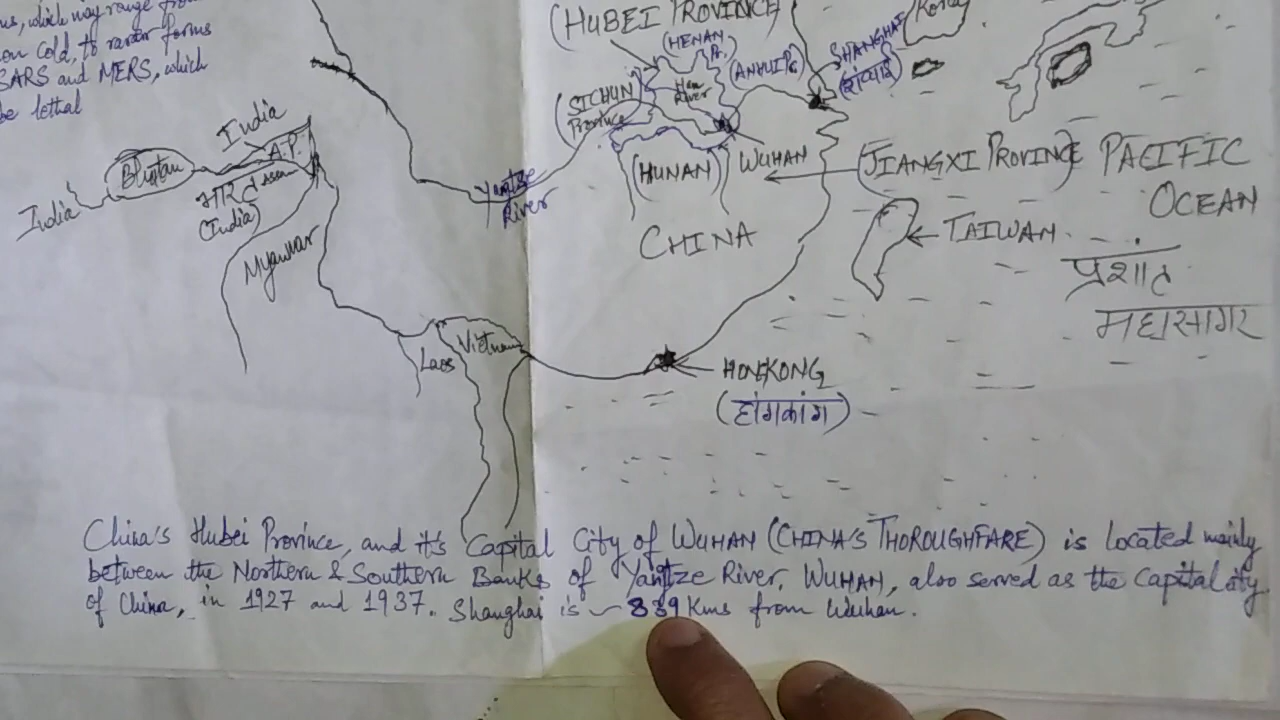 which may range from
on Cold, to rarer forms
SARS and MERS, which
be lethal
(HUBEI PROVINCE)
Korea
(HENAN P.)
SHANGHAI
(शंघाई)
(ANHUI P.)
(SICHUN
Province)
Han
River
India
A.P.
Bhutan
India
भारत
(India)
Yangtze
River
(HUNAN)
WUHAN
(JIANGXI PROVINCE)
PACIFIC
OCEAN
CHINA
TAIWAN
Myanmar
प्रशांत
महासागर
Laos
Vietnam
HONGKONG
(हांगकांग)
China's Hubei Province, and it's Capital City of WUHAN (CHINA'S THOROUGHFARE) is located mainly
between the Northern & Southern Banks of Yangtze River. WUHAN, also served as the Capital city
of China, in 1927 and 1937. Shanghai is ~ 839 Kms from Wuhan.